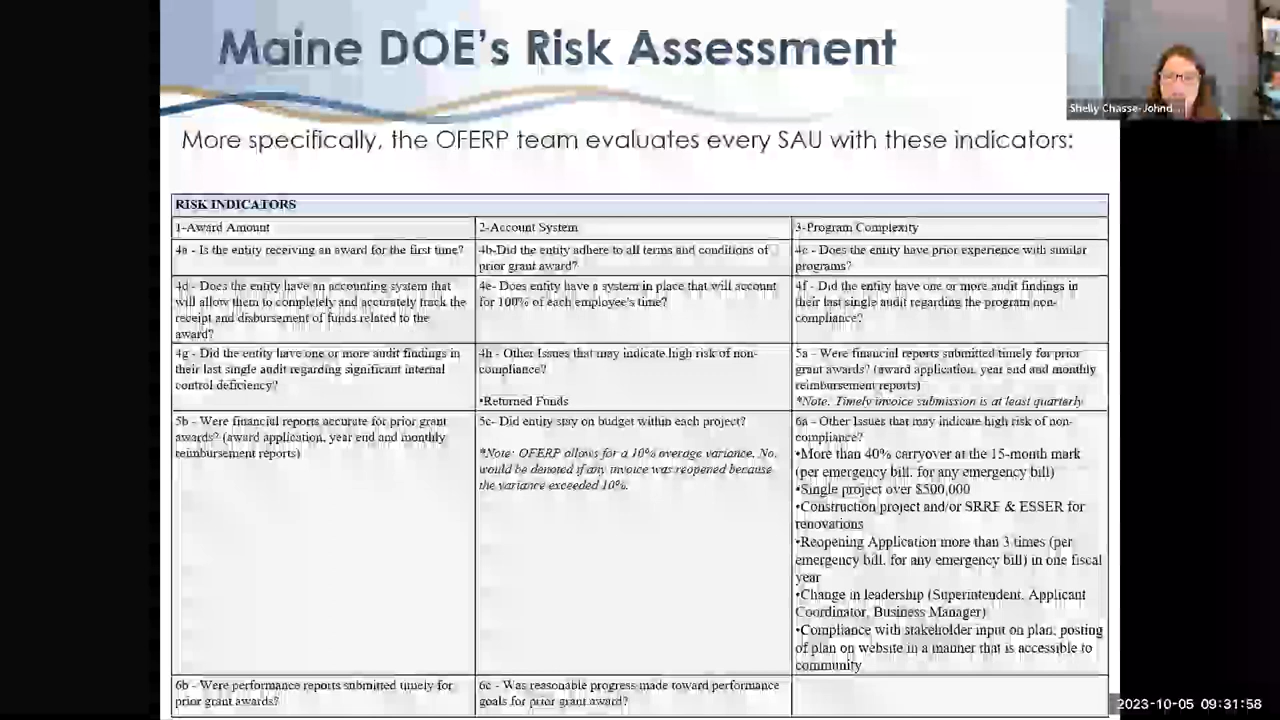 Maine DOE's Risk Assessment
Shelly Chasse-Johnd...
More specifically, the OFERP team evaluates every SAU with these indicators:
RISK INDICATORS
1-Award Amount
2-Account System
3-Program Complexity
4a - Is the entity receiving an award for the first time?
4b-Did the entity adhere to all terms and conditions of
prior grant award?
4c - Does the entity have prior experience with similar
programs?
4d - Does the entity have an accounting system that
will allow them to completely and accurately track the
receipt and disbursement of funds related to the
award?
4e- Does entity have a system in place that will account
for 100% of each employee's time?
4f - Did the entity have one or more audit findings in
their last single audit regarding the program non-
compliance?
4g - Did the entity have one or more audit findings in
their last single audit regarding significant internal
control deficiency?
4h - Other Issues that may indicate high risk of non-
compliance?
•Returned Funds
5a - Were financial reports submitted timely for prior
grant awards? (award application, year end and monthly
reimbursement reports)
*Note: Timely invoice submission is at least quarterly
5b - Were financial reports accurate for prior grant
awards? (award application, year end and monthly
reimbursement reports)
5c- Did entity stay on budget within each project?
*Note: OFERP allows for a 10% average variance. No,
would be denoted if any invoice was reopened because
the variance exceeded 10%.
6a - Other Issues that may indicate high risk of non-
compliance?
•More than 40% carryover at the 15-month mark
(per emergency bill, for any emergency bill)
•Single project over $500,000
•Construction project and/or SRRF & ESSER for
renovations
•Reopening Application more than 3 times (per
emergency bill, for any emergency bill) in one fiscal
year
•Change in leadership (Superintendent, Applicant
Coordinator, Business Manager)
•Compliance with stakeholder input on plan, posting
of plan on website in a manner that is accessible to
community
6b - Were performance reports submitted timely for
prior grant awards?
6c - Was reasonable progress made toward performance
goals for prior grant award?
2023-10-05 09:31:58